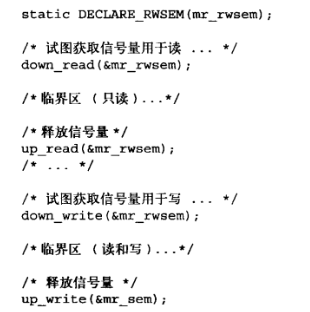 static DECLARE_RWSEM(mr_rwsem);
/* 试图获取信号量用于读 ... */
down_read(&mr_rwsem);
/* 临界区 （只读）...*/
/* 释放信号量 */
up_read(&mr_rwsem);
/* ... */
/* 试图获取信号量用于写 ... */
down_write(&mr_rwsem);
/* 临界区 （读和写）...*/
/* 释放信号量 */
up_write(&mr_sem);